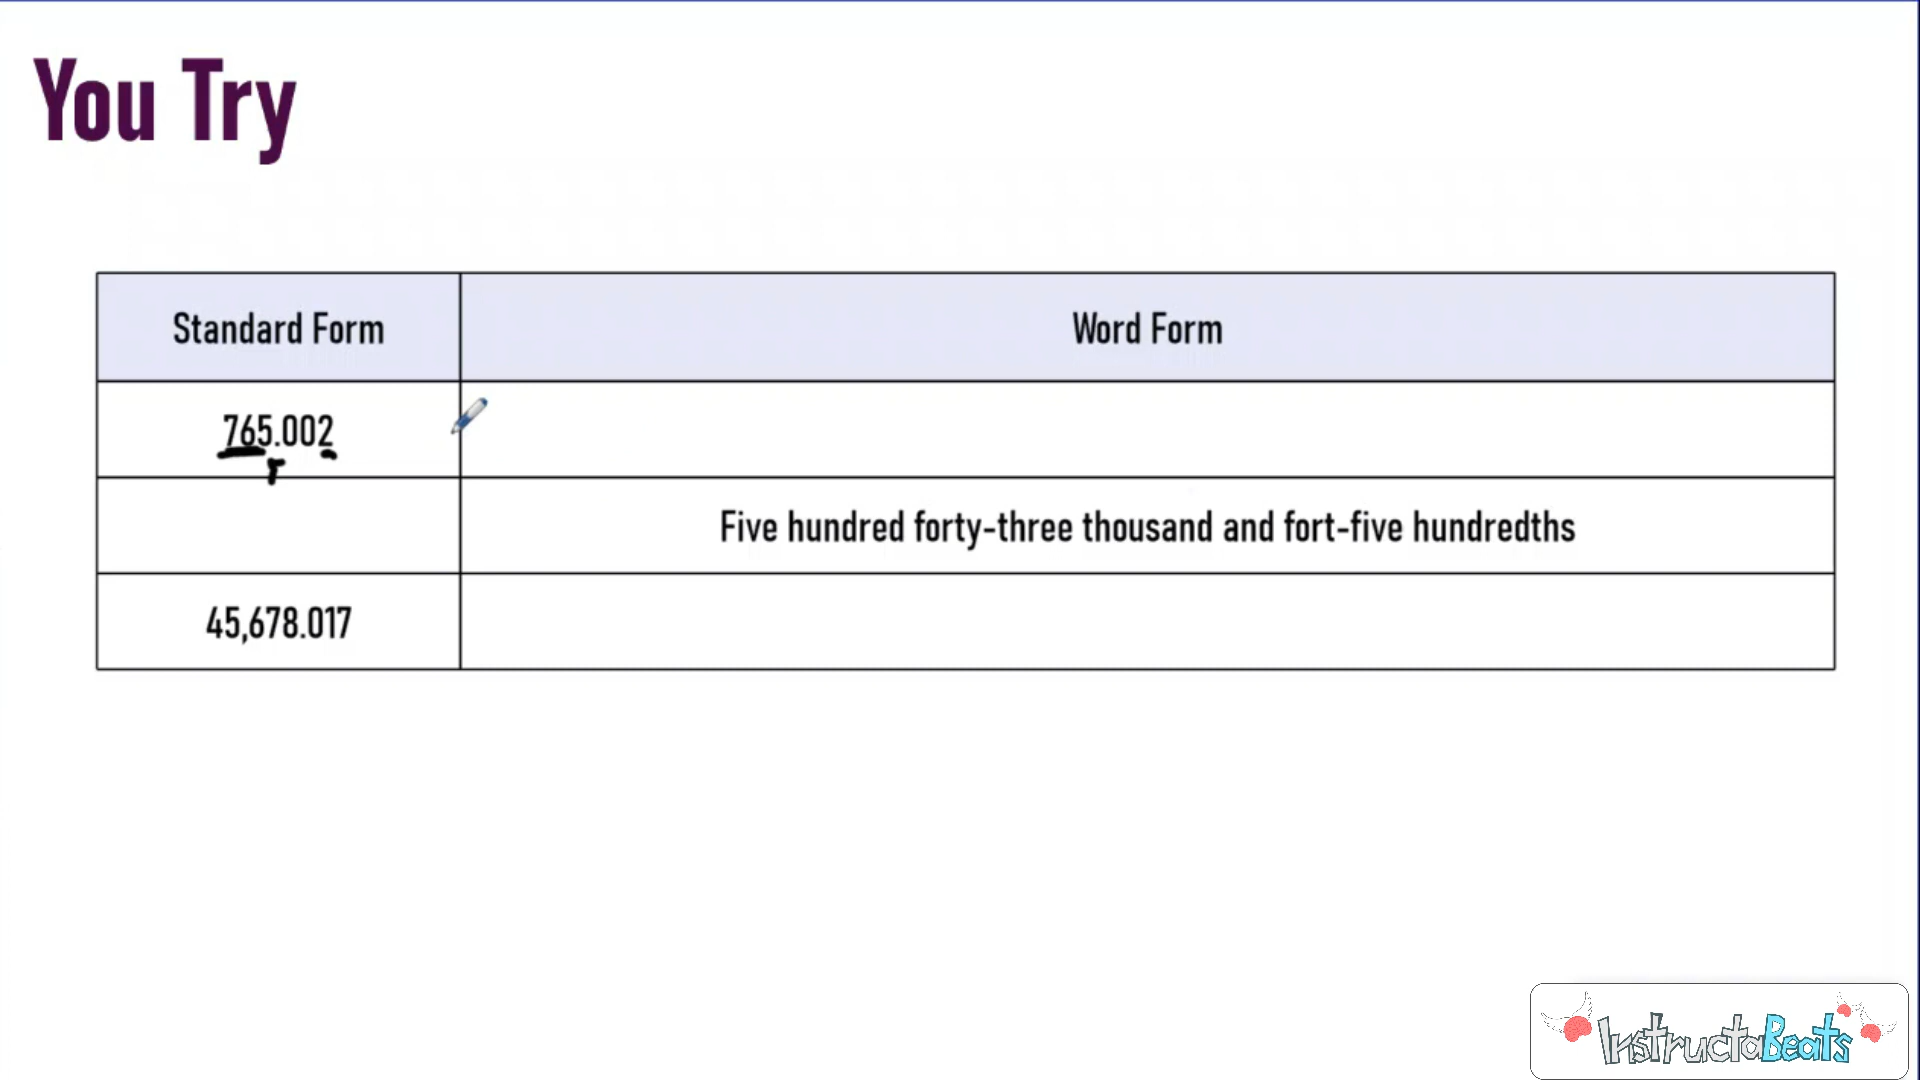 You Try
Standard Form
Word Form
765.002
Five hundred forty-three thousand and fort-five hundredths
45,678.017
InstructaBeats